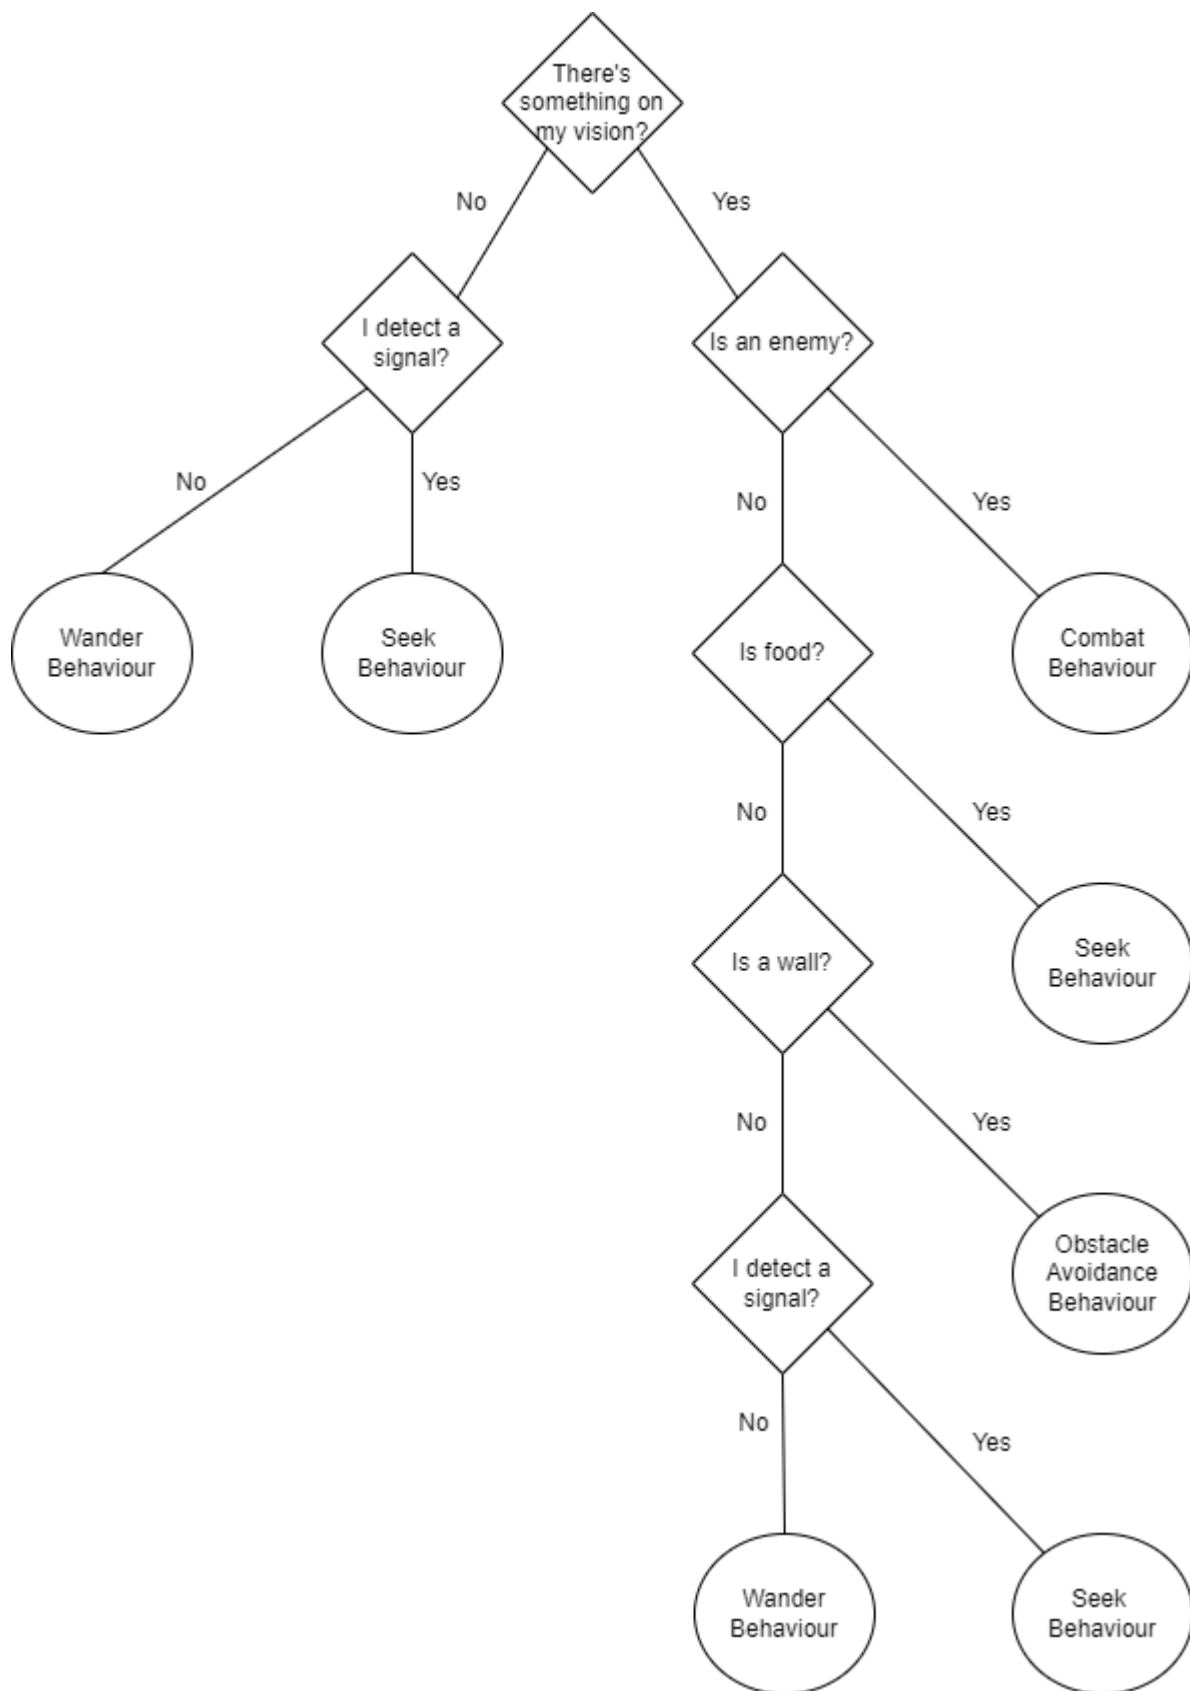 There's
something on
my vision?
No
Yes
I detect a
signal?
Is an enemy?
No
Yes
No
Yes
Wander
Behaviour
Seek
Behaviour
Is food?
Combat
Behaviour
No
Yes
Is a wall?
Seek
Behaviour
No
Yes
I detect a
signal?
Obstacle
Avoidance
Behaviour
No
Yes
Wander
Behaviour
Seek
Behaviour